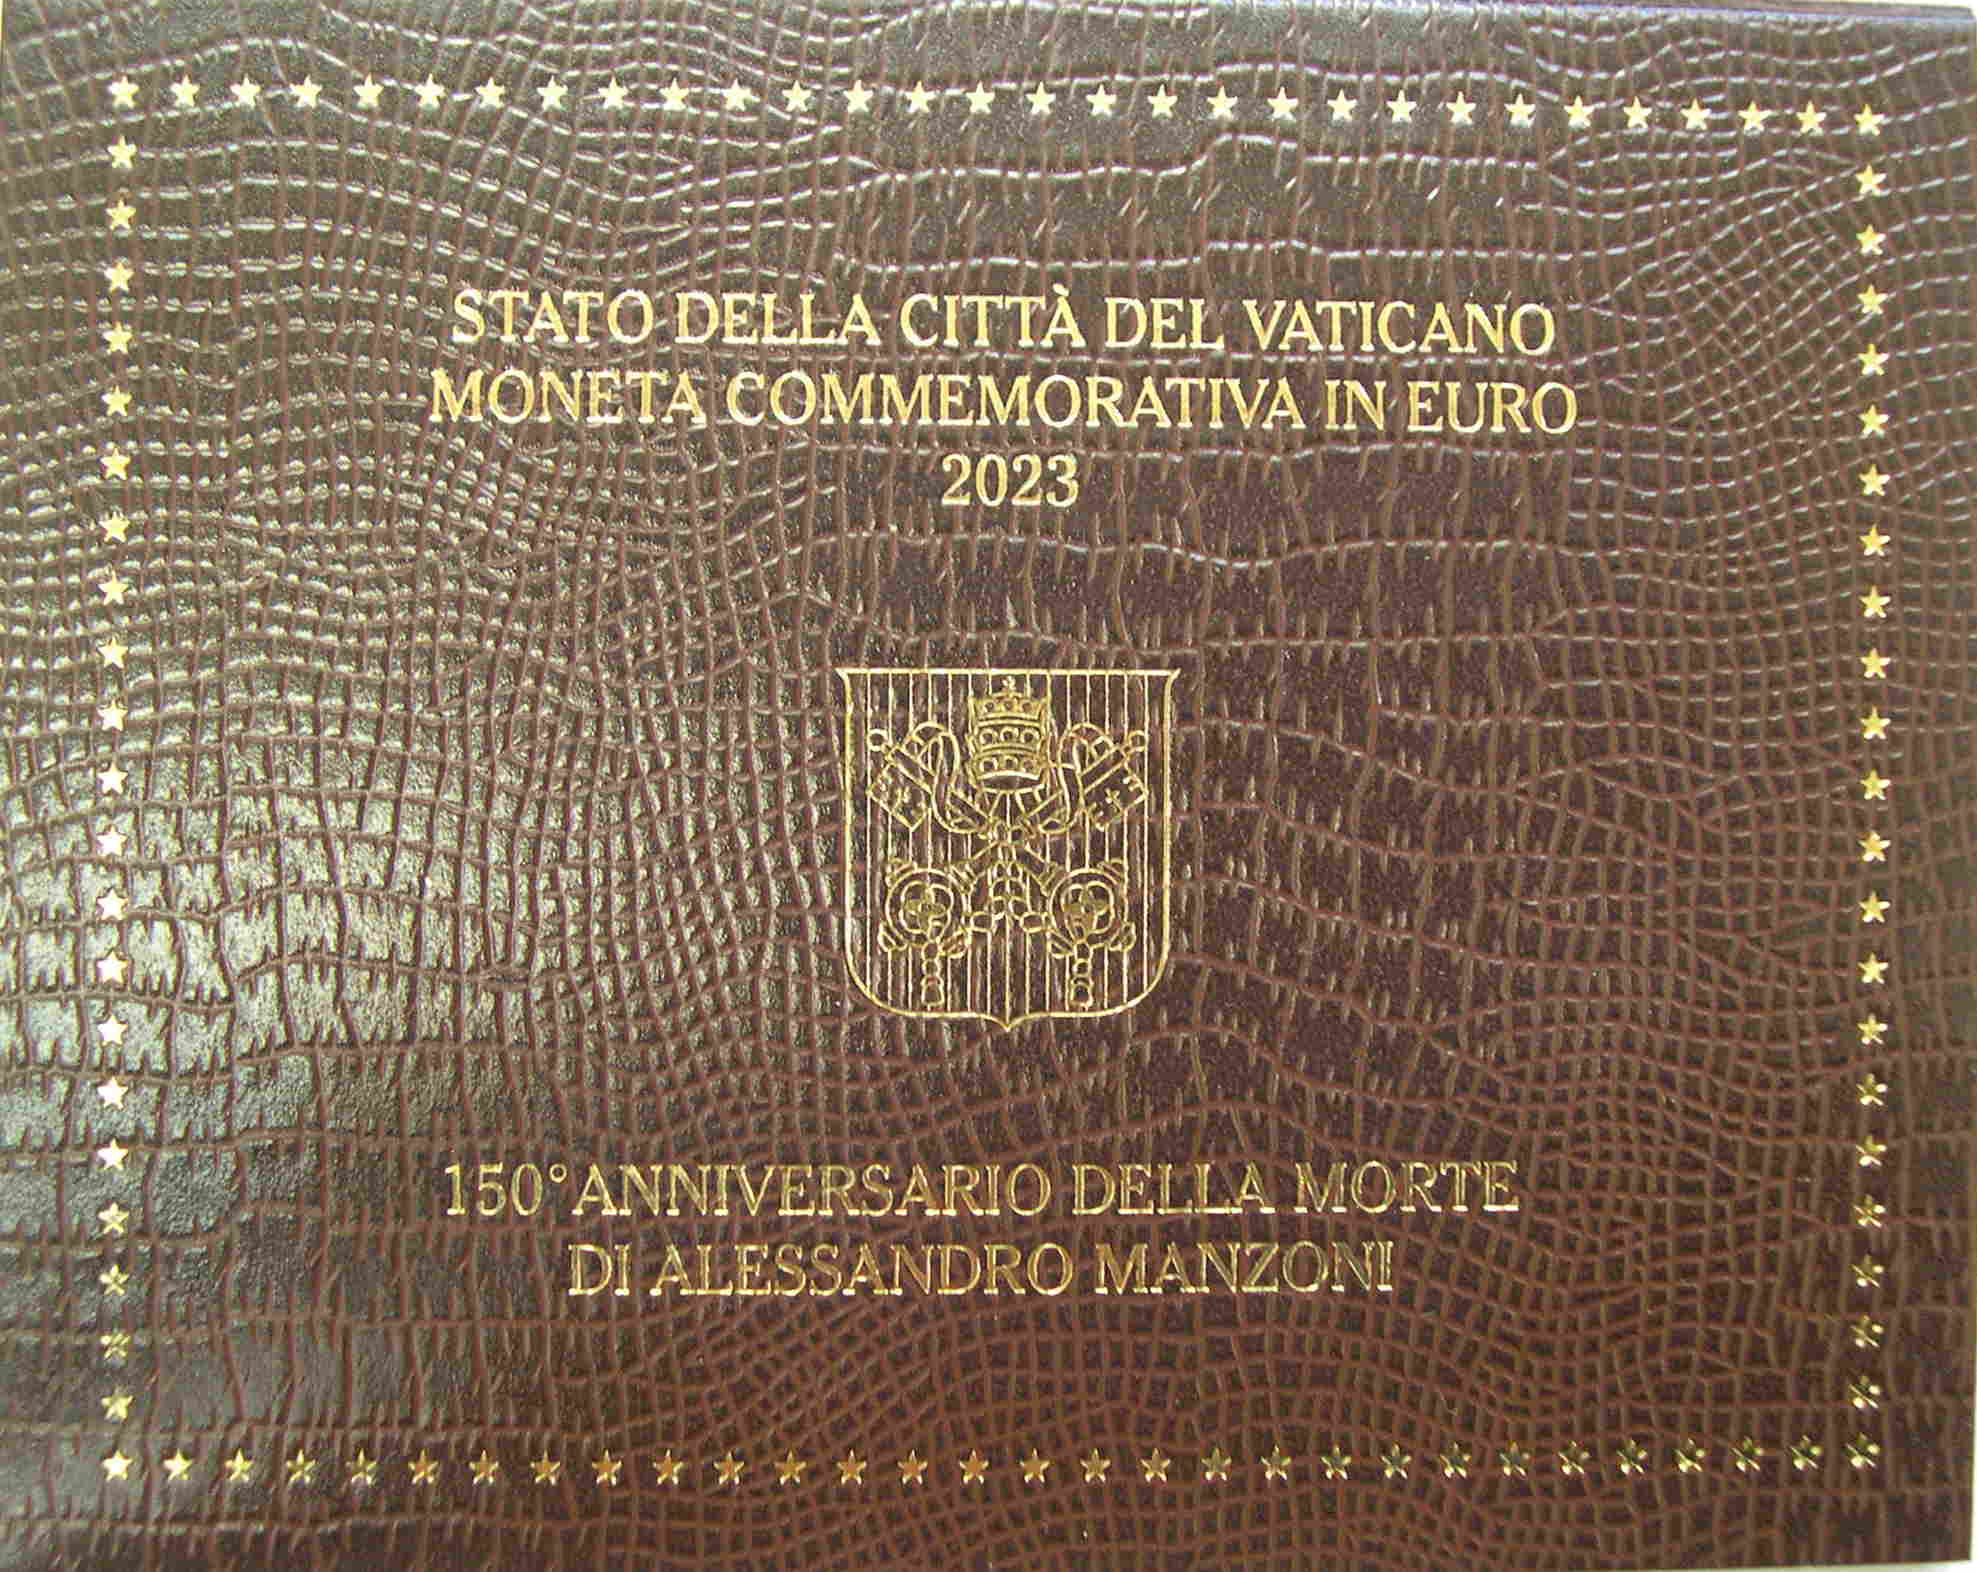 STATO DELLA CITTÀ DEL VATICANO
MONETA COMMEMORATIVA IN EURO
2023
150° ANNIVERSARIO DELLA MORTE
DI ALESSANDRO MANZONI